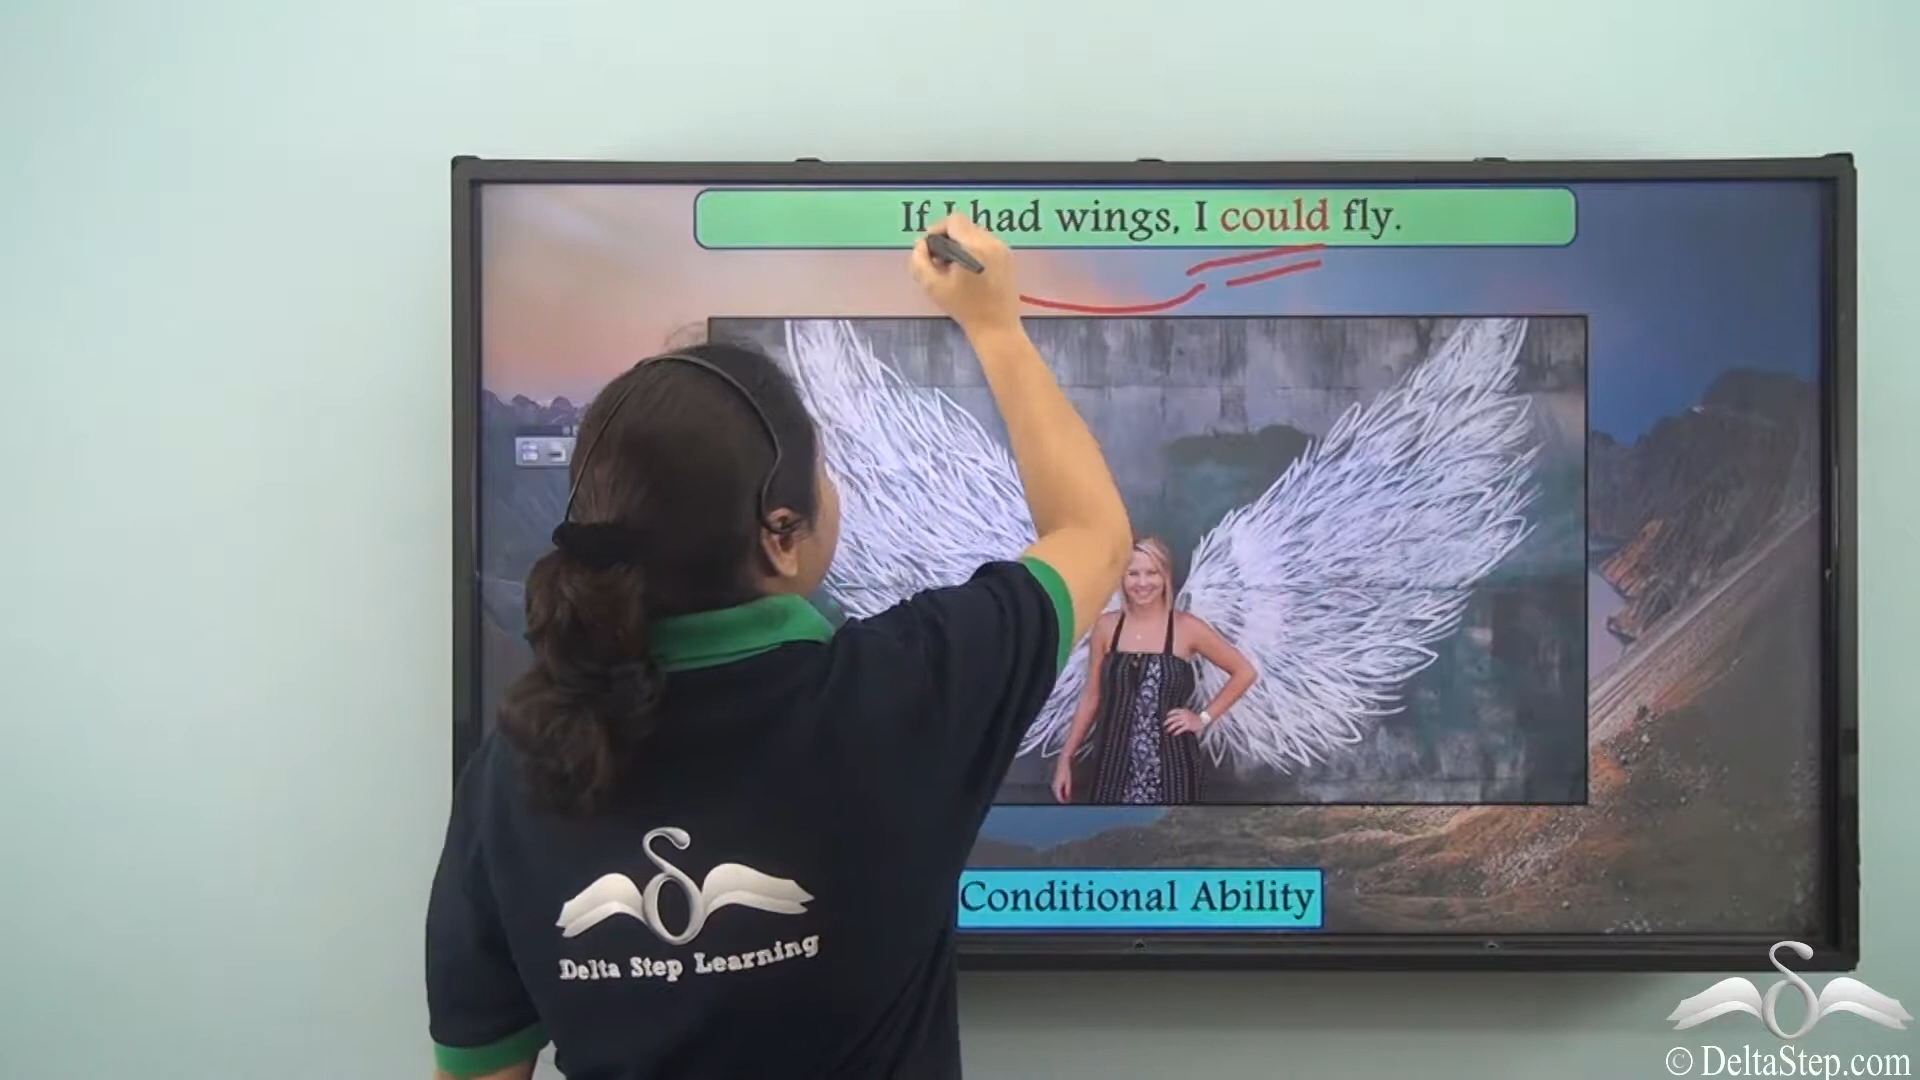 If I had wings, I could fly.
Conditional Ability
Delta Step Learning
© DeltaStep.com